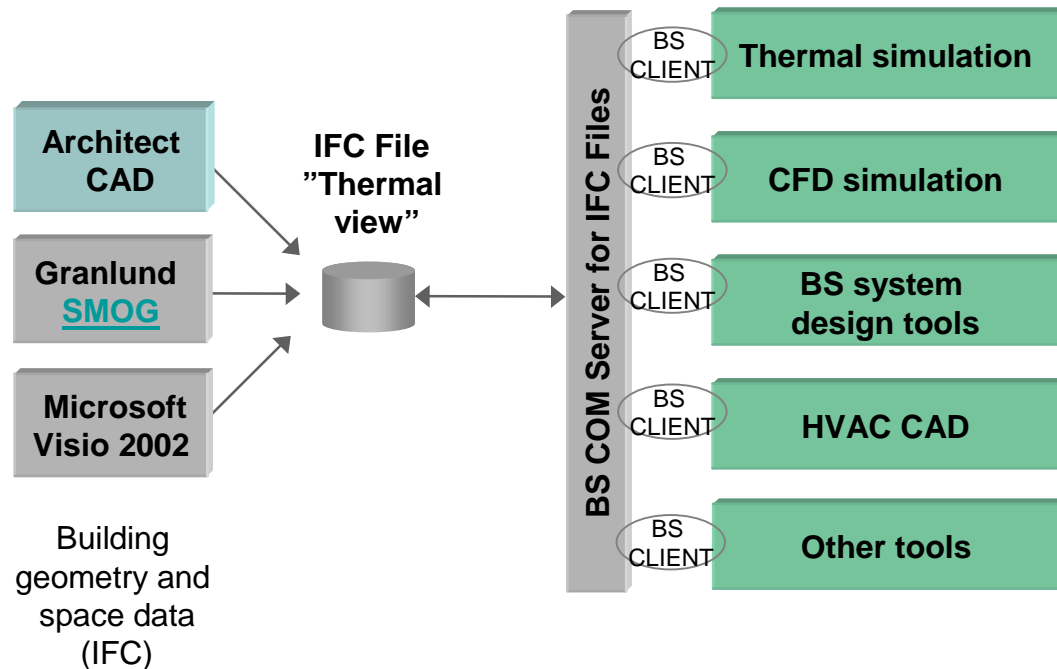 Architect
CAD
Granlund
SMOG
Microsoft
Visio 2002
Building
geometry and
space data
(IFC)
IFC File
”Thermal
view”
BS COM Server for IFC Files
BS
CLIENT
Thermal simulation
BS
CLIENT
CFD simulation
BS
CLIENT
BS system
design tools
BS
CLIENT
HVAC CAD
BS
CLIENT
Other tools